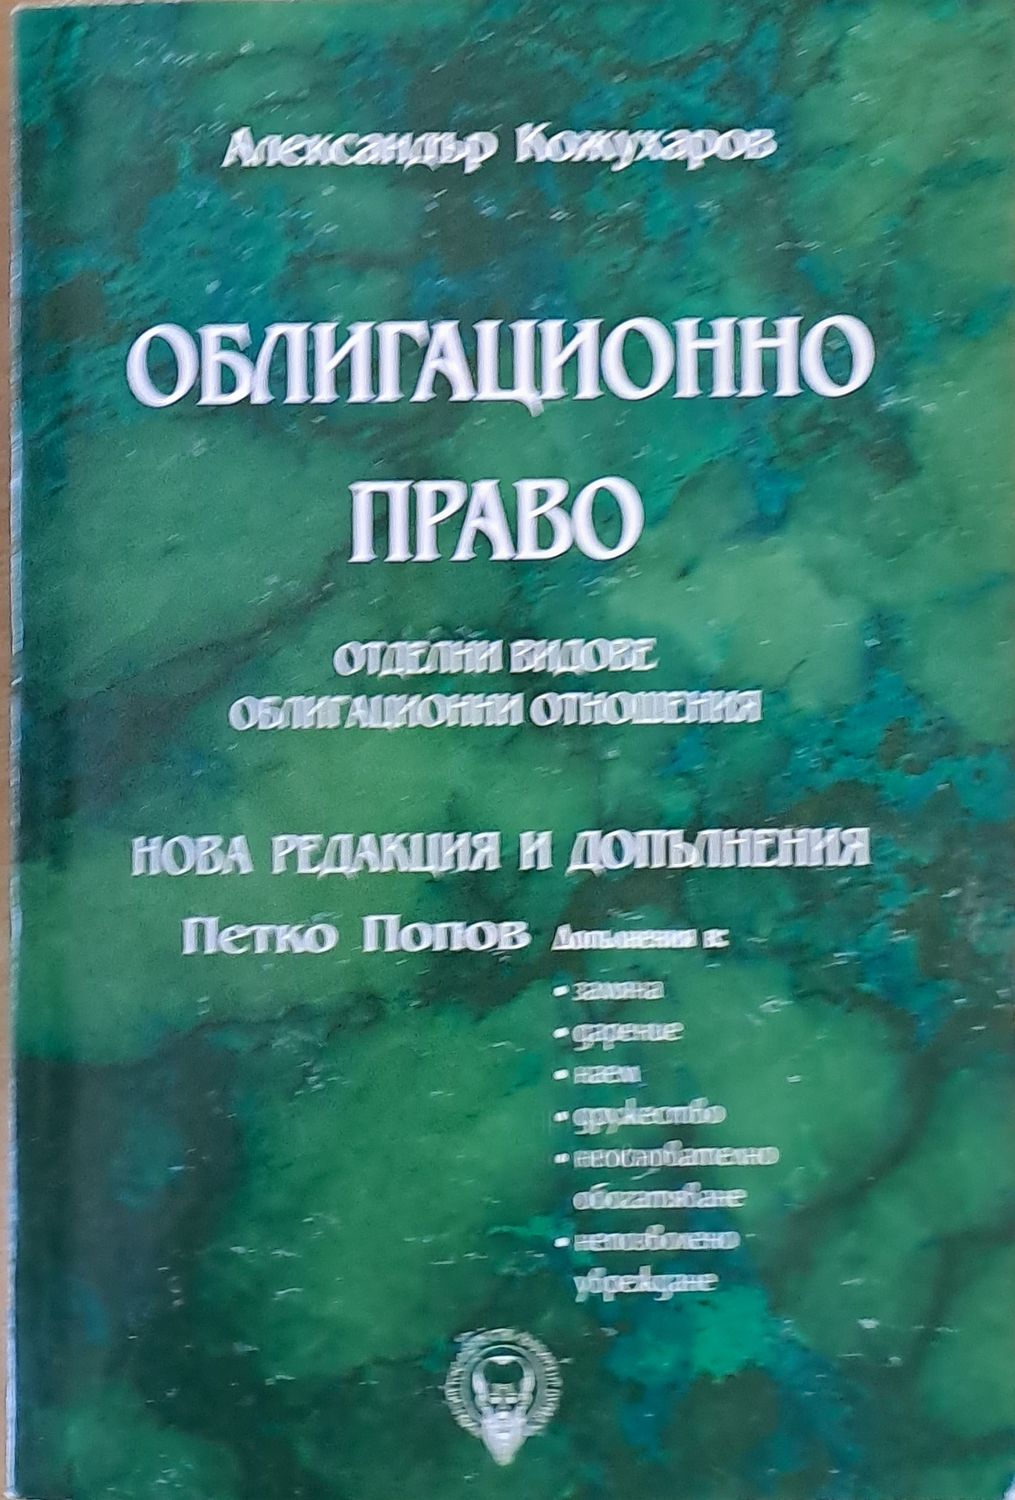 Александър Кожухаров
ОБЛИГАЦИОННО
ПРАВО
ОТДЕЛНИ ВИДОВЕ
ОБЛИГАЦИОННИ ОТНОШЕНИЯ
НОВА РЕДАКЦИЯ И ДОПЪЛНЕНИЯ
Петко Попов Допълнения в:
• замяна
• дарение
• наем
• дружество
• неоснователно
обогатяване
• непозволено
увреждане